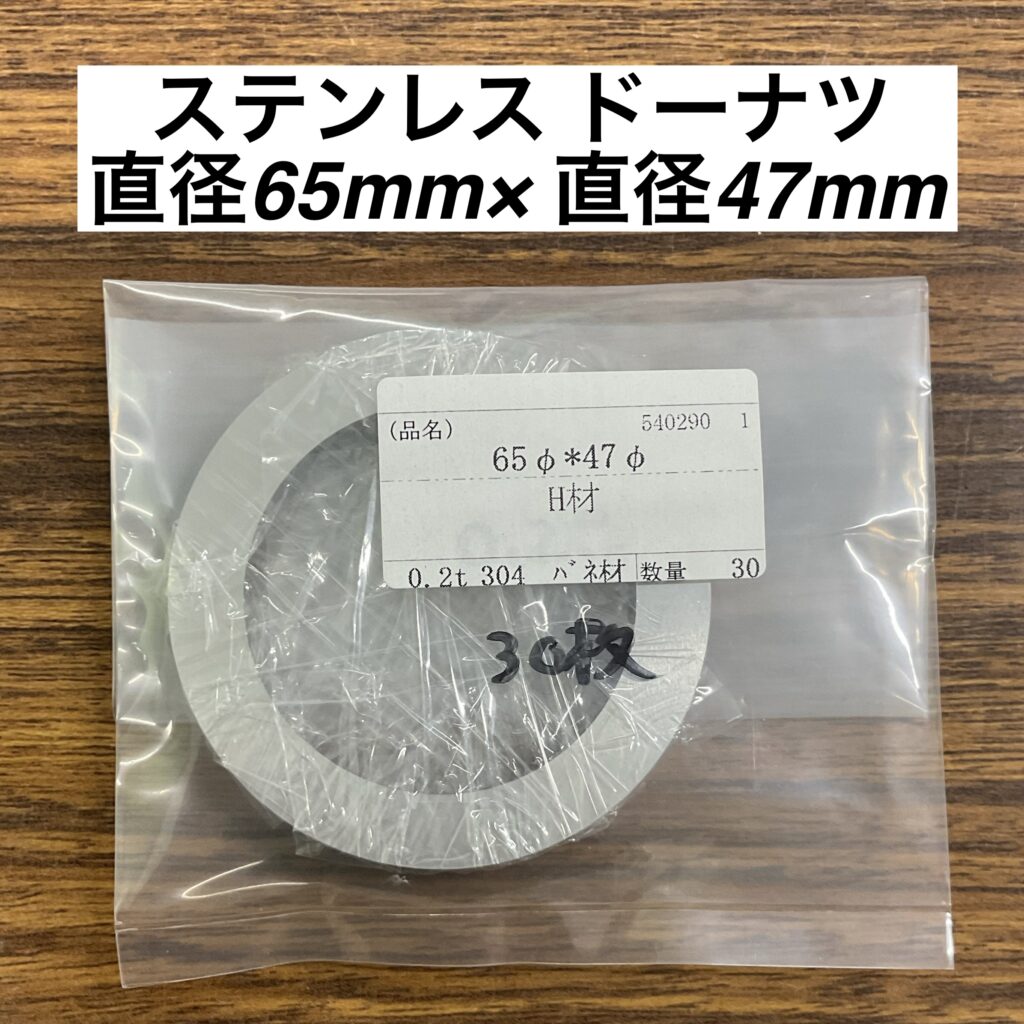 ステンレス ドーナツ
直径65mm× 直径47mm
(品名) 540290 1
65φ*47φ
H材
0.2t 304 バネ材 数量 30
30枚